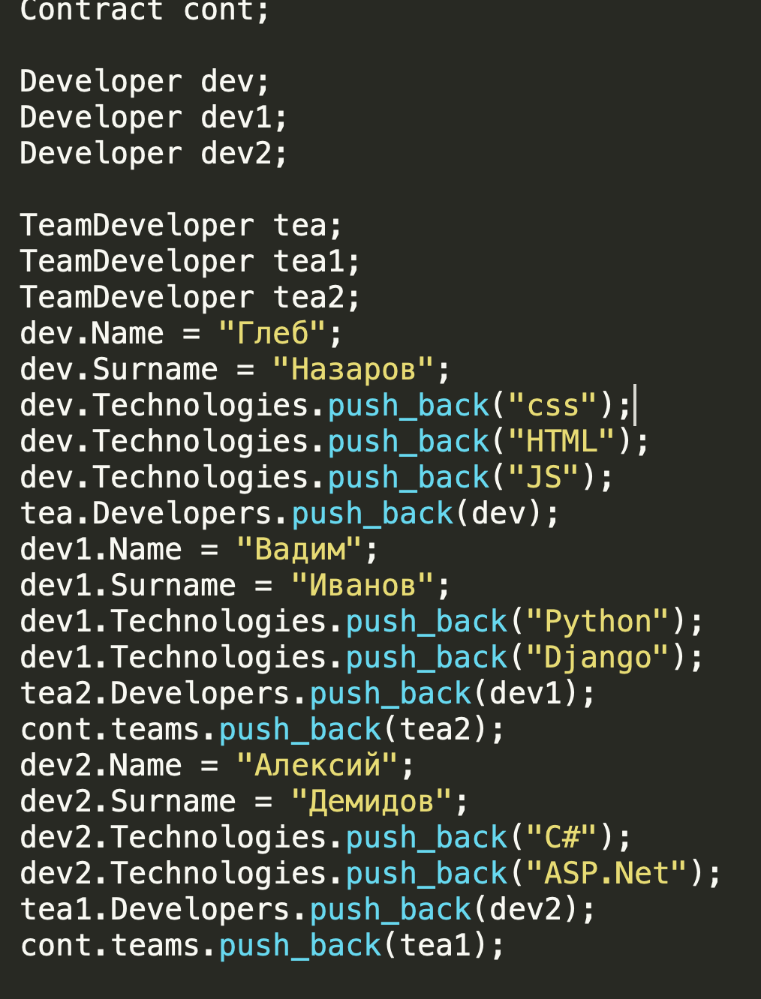 Contract cont;
Developer dev;
Developer dev1;
Developer dev2;
TeamDeveloper tea;
TeamDeveloper tea1;
TeamDeveloper tea2;
dev.Name = "Глеб";
dev.Surname = "Назаров";
dev.Technologies.push_back("css");
dev.Technologies.push_back("HTML");
dev.Technologies.push_back("JS");
tea.Developers.push_back(dev);
dev1.Name = "Вадим";
dev1.Surname = "Иванов";
dev1.Technologies.push_back("Python");
dev1.Technologies.push_back("Django");
tea2.Developers.push_back(dev1);
cont.teams.push_back(tea2);
dev2.Name = "Алексий";
dev2.Surname = "Демидов";
dev2.Technologies.push_back("C#");
dev2.Technologies.push_back("ASP.Net");
tea1.Developers.push_back(dev2);
cont.teams.push_back(tea1);